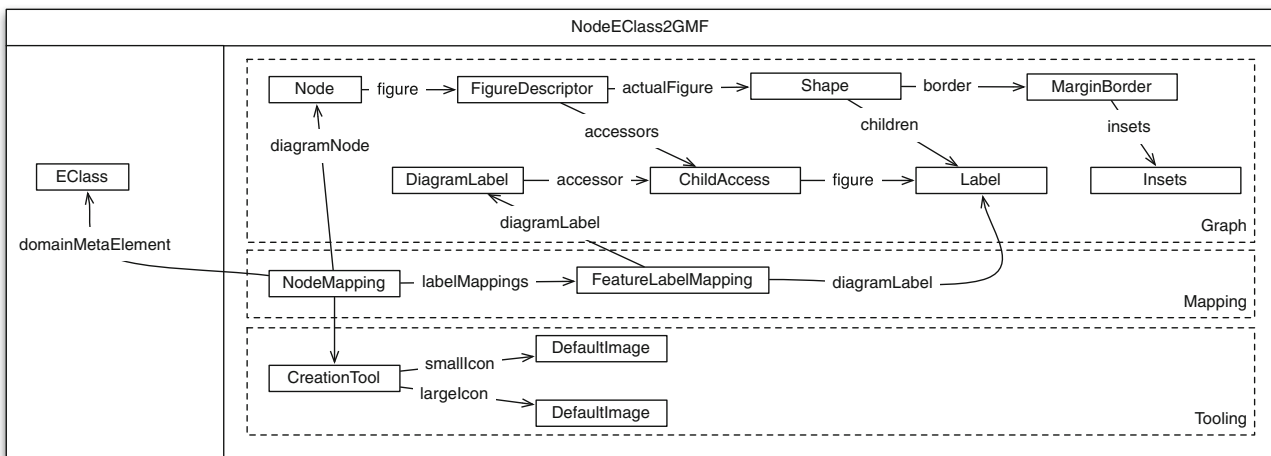 NodeEClass2GMF
Node
figure
FigureDescriptor
actualFigure
Shape
border
MarginBorder
diagramNode
accessors
children
insets
EClass
DiagramLabel
accessor
ChildAccess
figure
Label
Insets
diagramLabel
Graph
domainMetaElement
NodeMapping
labelMappings
FeatureLabelMapping
diagramLabel
Mapping
CreationTool
smallIcon
DefaultImage
largeIcon
DefaultImage
Tooling